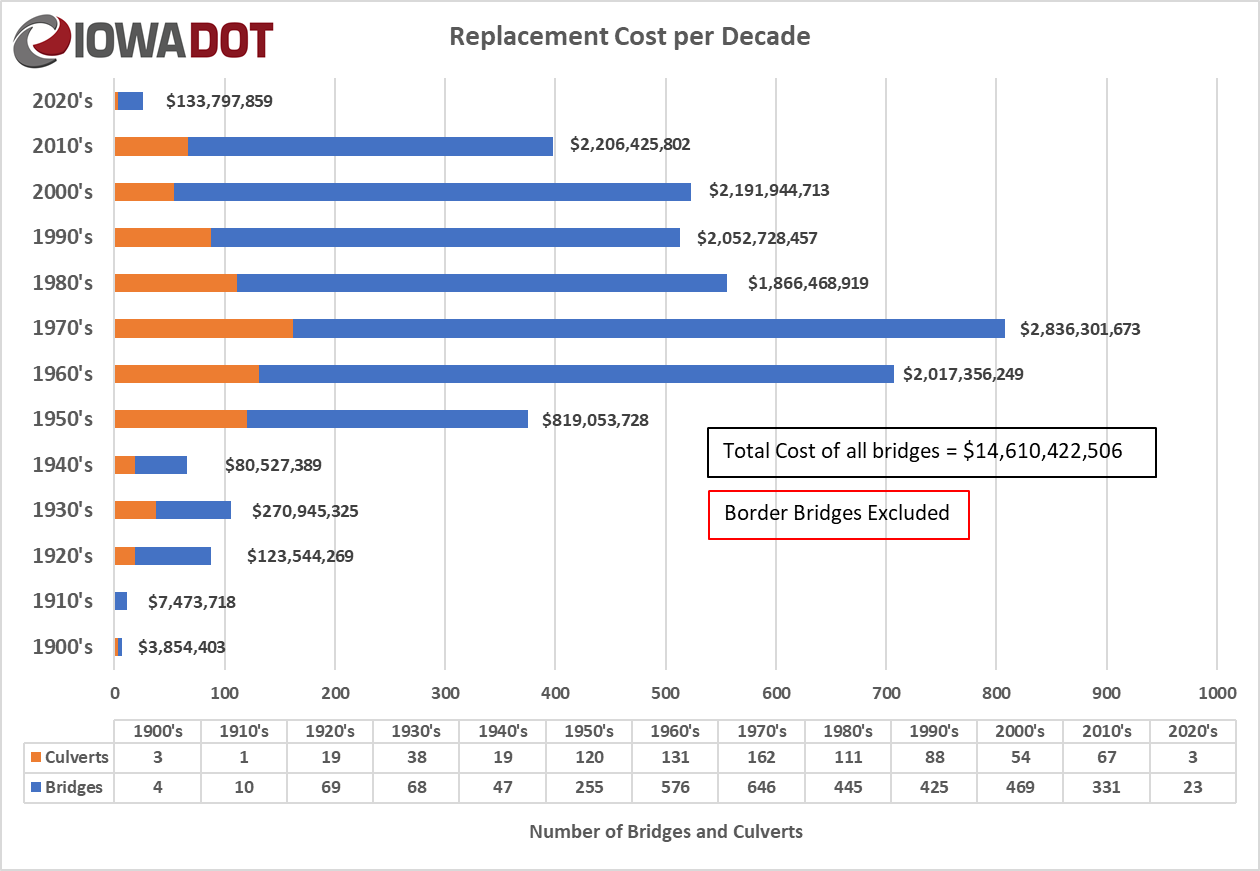 IOWADOT
Replacement Cost per Decade
2020's $133,797,859
2010's $2,206,425,802
2000's $2,191,944,713
1990's $2,052,728,457
1980's $1,866,468,919
1970's $2,836,301,673
1960's $2,017,356,249
1950's $819,053,728
Total Cost of all bridges = $14,610,422,506
1940's $80,527,389
1930's $270,945,325
Border Bridges Excluded
1920's $123,544,269
1910's $7,473,718
1900's $3,854,403
0 100 200 300 400 500 600 700 800 900 1000
1900's 1910's 1920's 1930's 1940's 1950's 1960's 1970's 1980's 1990's 2000's 2010's 2020's
Culverts 3 1 19 38 19 120 131 162 111 88 54 67 3
Bridges 4 10 69 68 47 255 576 646 445 425 469 331 23
Number of Bridges and Culverts